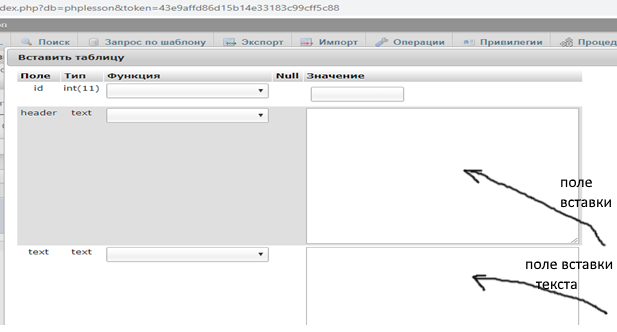 dex.php?db=phplesson&token=43e9affd86d15b14e33183c99cff5c88
Поиск Запрос по шаблону Экспорт Импорт Операции Привилегии Процед
Вставить таблицу
Поле Тип Функция Null Значение
id int(11)
header text
поле
вставки
text text
поле вставки
текста